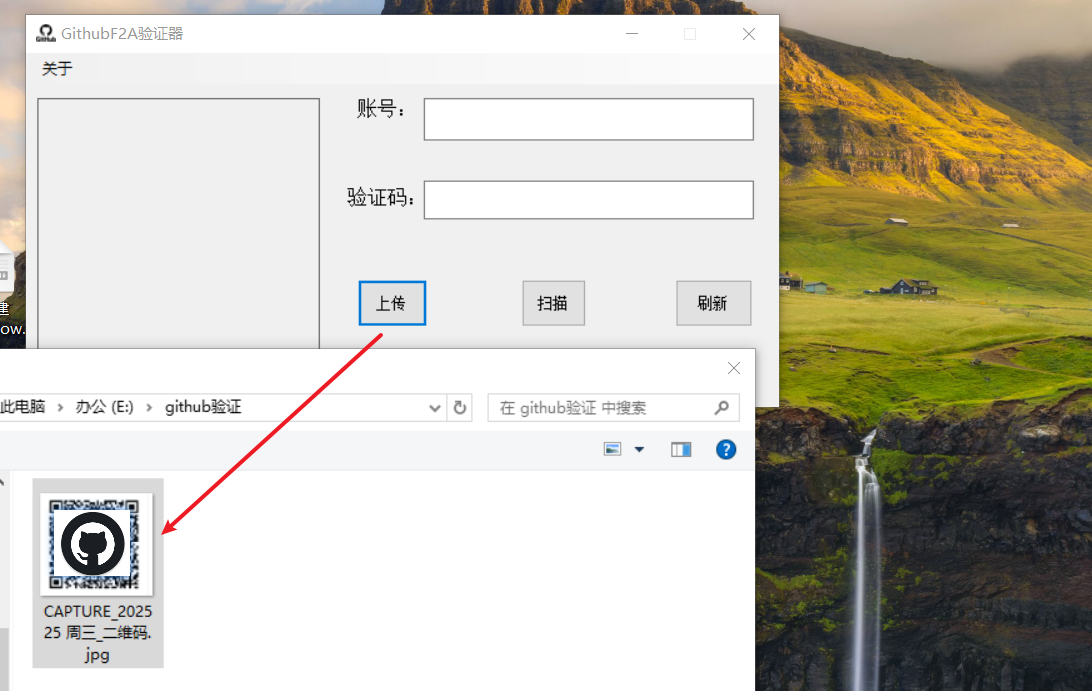 GithubF2A验证器
关于
账号：
验证码：
上传
扫描
刷新
建
ow.
此电脑 › 办公 (E:) › github验证
在 github验证 中搜索
?
CAPTURE_2025
25 周三_二维码.
jpg